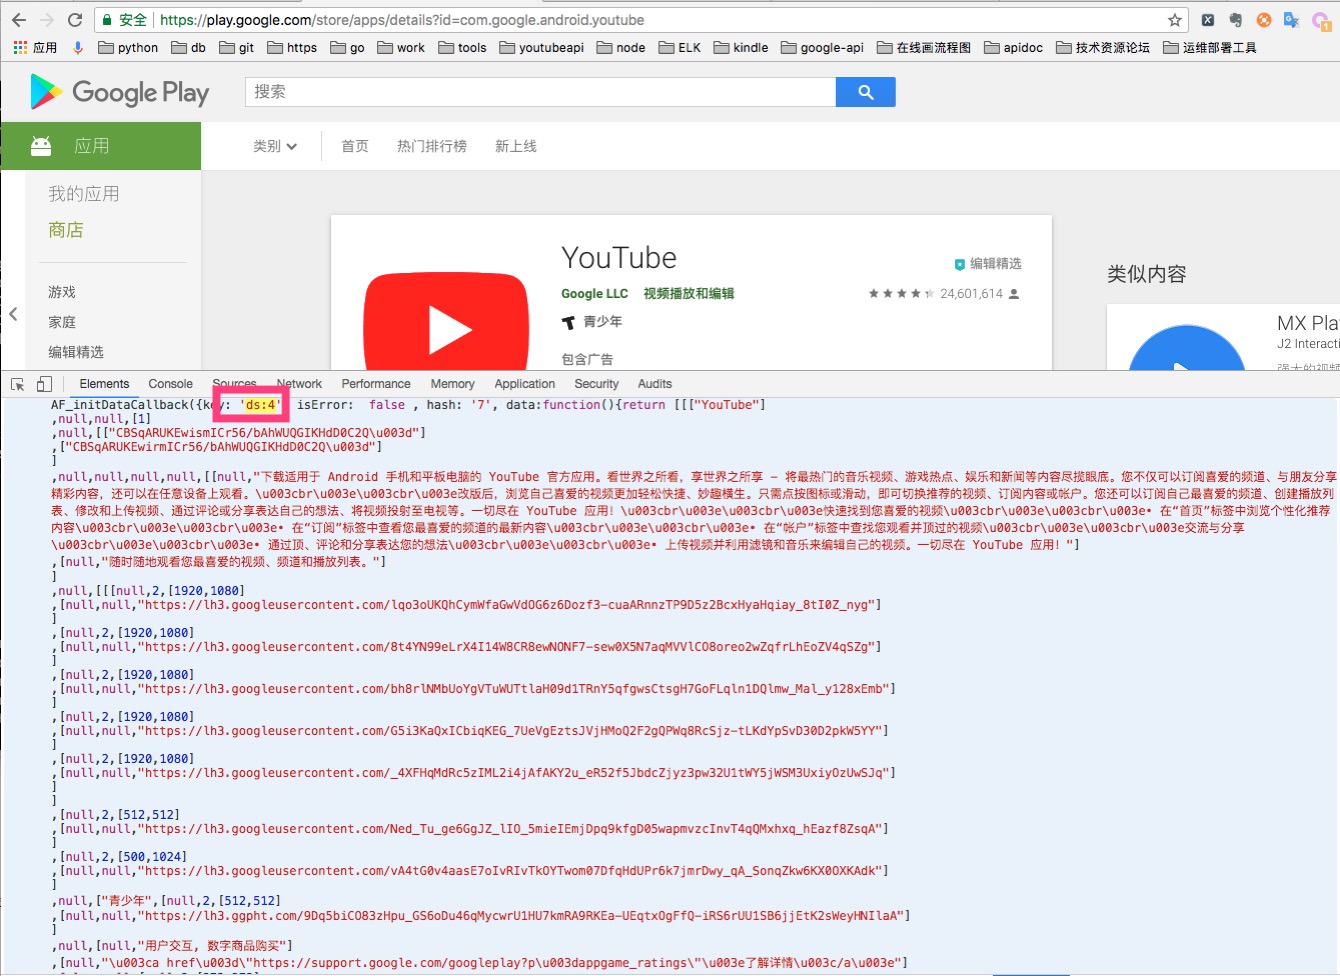 安全 https://play.google.com/store/apps/details?id=com.google.android.youtube
应用 python db git https go work tools youtubeapi node ELK kindle google-api 在线画流程图 apidoc 技术资源论坛 运维部署工具
Google Play 搜索
应用 类别 首页 热门排行榜 新上线
我的应用
商店
游戏
家庭
编辑精选
YouTube 编辑精选
Google LLC 视频播放和编辑 24,601,614
青少年
包含广告
类似内容
MX Pla
J2 Interacti
Elements Console Sources Network Performance Memory Application Security Audits
AF_initDataCallback({key: 'ds:4' isError: false , hash: '7', data:function(){return [[["YouTube"]
,null,null,[1]
,null,[["CBSqARUKEwismICr56/bAhWUQGIKHdD0C2Q\u003d"]
,["CBSqARUKEwirmICr56/bAhWUQGIKHdD0C2Q\u003d"]
]
,null,null,null,null,[[null,"下载适用于 Android 手机和平板电脑的 YouTube 官方应用。看世界之所看，享世界之所享 – 将最热门的音乐视频、游戏热点、娱乐和新闻等内容尽揽眼底。您不仅可以订阅喜爱的频道、与朋友分享
精彩内容，还可以在任意设备上观看。\u003cbr\u003e\u003cbr\u003e改版后，浏览自己喜爱的视频更加轻松快捷、妙趣横生。只需点按图标或滑动，即可切换推荐的视频、订阅内容或帐户。您还可以订阅自己最喜爱的频道、创建播放列
表、修改和上传视频、通过评论或分享表达自己的想法、将视频投射至电视等。一切尽在 YouTube 应用！\u003cbr\u003e\u003cbr\u003e快速找到您喜爱的视频\u003cbr\u003e\u003cbr\u003e• 在“首页”标签中浏览个性化推荐
内容\u003cbr\u003e\u003cbr\u003e• 在“订阅”标签中查看您最喜爱的频道的最新内容\u003cbr\u003e\u003cbr\u003e• 在“帐户”标签中查找您观看并顶过的视频\u003cbr\u003e\u003cbr\u003e交流与分享
\u003cbr\u003e\u003cbr\u003e• 通过顶、评论和分享表达您的想法\u003cbr\u003e\u003cbr\u003e• 上传视频并利用滤镜和音乐来编辑自己的视频。一切尽在 YouTube 应用！"]
,[null,"随时随地观看您最喜爱的视频、频道和播放列表。"]
]
,null,[[[null,2,[1920,1080]
,[null,null,"https://lh3.googleusercontent.com/lqo3oUKQhCymWfaGwVdOG6z6Dozf3-cuaARnnzTP9D5z2BcxHyaHqiay_8tI0Z_nyg"]
]
,[null,2,[1920,1080]
,[null,null,"https://lh3.googleusercontent.com/8t4YN99eLrX4I14W8CR8ewNONF7-sew0X5N7aqMVVlCO8oreo2wZqfrLhEoZV4qSZg"]
]
,[null,2,[1920,1080]
,[null,null,"https://lh3.googleusercontent.com/bh8rlNMbUoYgVTuWUTtlaH09d1TRnY5qfgwsCtsgH7GoFLqln1DQlmw_Mal_y128xEmb"]
]
,[null,2,[1920,1080]
,[null,null,"https://lh3.googleusercontent.com/G5i3KaQxICbiqKEG_7UeVgEztsJVjHMoQ2F2gQPWq8RcSjz-tLKdYpSvD30D2pkW5YY"]
]
,[null,2,[1920,1080]
,[null,null,"https://lh3.googleusercontent.com/_4XFHqMdRc5zIML2i4jAfAKY2u_eR52f5JbdcZjyz3pw32U1tWY5jWSM3UxiyOzUwSJq"]
]
]
,[null,2,[512,512]
,[null,null,"https://lh3.googleusercontent.com/Ned_Tu_ge6GgJZ_lIO_5mieIEmjDpq9kfgD05wapmvzcInvT4qQMxhxq_hEazf8ZsqA"]
]
,[null,2,[500,1024]
,[null,null,"https://lh3.googleusercontent.com/vA4tG0v4aasE7oIvRIvTkOYTwom07DfqHdUPr6k7jmrDwy_qA_SonqZkw6KX0OXKAdk"]
]
,null,["青少年",[null,2,[512,512]
,[null,null,"https://lh3.ggpht.com/9Dq5biCO83zHpu_GS6oDu46qMycwrU1HU7kmRA9RKEa-UEqtxOgFfQ-iRS6rUU1SB6jjEtK2sWeyHNIlaA"]
]
,null,[null,"用户交互, 数字商品购买"]
,[null,"\u003ca href\u003d\"https://support.google.com/googleplay?p\u003dappgame_ratings\"\u003e了解详情\u003c/a\u003e"]